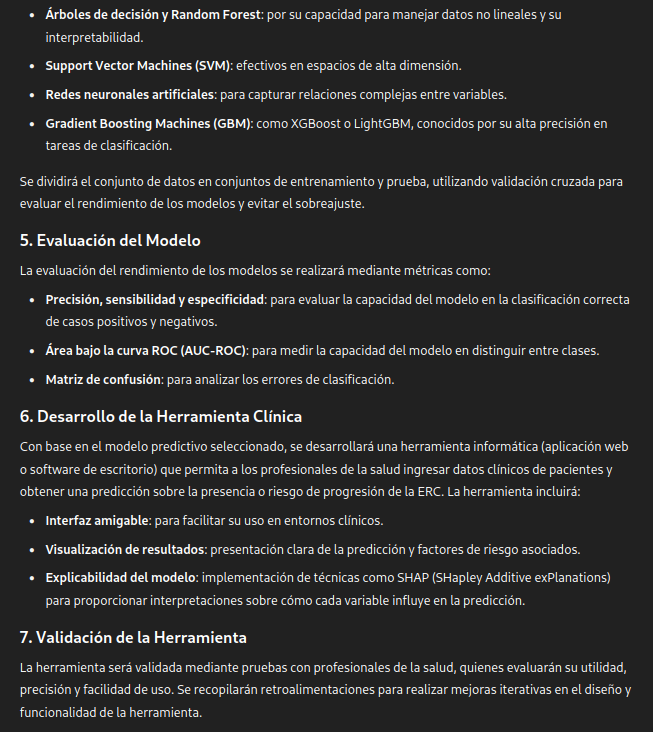 • Árboles de decisión y Random Forest: por su capacidad para manejar datos no lineales y su
interpretabilidad.
• Support Vector Machines (SVM): efectivos en espacios de alta dimensión.
• Redes neuronales artificiales: para capturar relaciones complejas entre variables.
• Gradient Boosting Machines (GBM): como XGBoost o LightGBM, conocidos por su alta precisión en
tareas de clasificación.
Se dividirá el conjunto de datos en conjuntos de entrenamiento y prueba, utilizando validación cruzada para
evaluar el rendimiento de los modelos y evitar el sobreajuste.
5. Evaluación del Modelo
La evaluación del rendimiento de los modelos se realizará mediante métricas como:
• Precisión, sensibilidad y especificidad: para evaluar la capacidad del modelo en la clasificación correcta
de casos positivos y negativos.
• Área bajo la curva ROC (AUC-ROC): para medir la capacidad del modelo en distinguir entre clases.
• Matriz de confusión: para analizar los errores de clasificación.
6. Desarrollo de la Herramienta Clínica
Con base en el modelo predictivo seleccionado, se desarrollará una herramienta informática (aplicación web
o software de escritorio) que permita a los profesionales de la salud ingresar datos clínicos de pacientes y
obtener una predicción sobre la presencia o riesgo de progresión de la ERC. La herramienta incluirá:
• Interfaz amigable: para facilitar su uso en entornos clínicos.
• Visualización de resultados: presentación clara de la predicción y factores de riesgo asociados.
• Explicabilidad del modelo: implementación de técnicas como SHAP (SHapley Additive exPlanations)
para proporcionar interpretaciones sobre cómo cada variable influye en la predicción.
7. Validación de la Herramienta
La herramienta será validada mediante pruebas con profesionales de la salud, quienes evaluarán su utilidad,
precisión y facilidad de uso. Se recopilarán retroalimentaciones para realizar mejoras iterativas en el diseño y
funcionalidad de la herramienta.